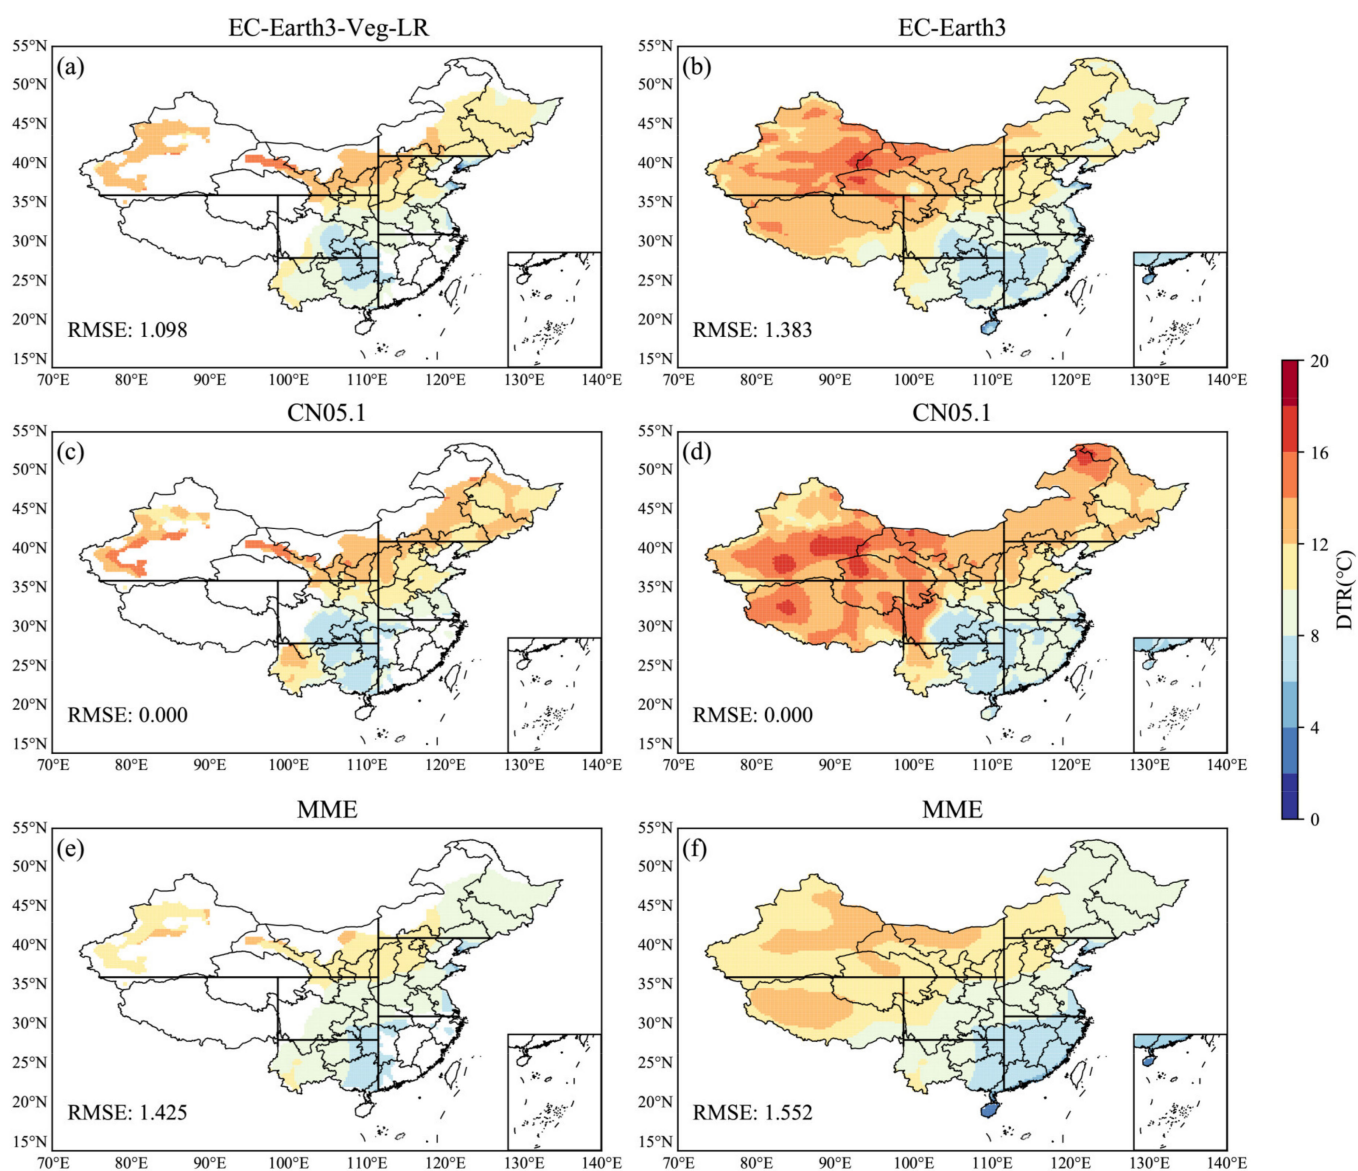 EC-Earth3-Veg-LR
(a)
55°N
50°N
45°N
40°N
35°N
30°N
25°N
20°N
15°N
RMSE: 1.098
70°E 80°E 90°E 100°E 110°E 120°E 130°E 140°E
EC-Earth3
(b)
55°N
50°N
45°N
40°N
35°N
30°N
25°N
20°N
15°N
RMSE: 1.383
70°E 80°E 90°E 100°E 110°E 120°E 130°E 140°E
CN05.1
(c)
55°N
50°N
45°N
40°N
35°N
30°N
25°N
20°N
15°N
RMSE: 0.000
70°E 80°E 90°E 100°E 110°E 120°E 130°E 140°E
CN05.1
(d)
55°N
50°N
45°N
40°N
35°N
30°N
25°N
20°N
15°N
RMSE: 0.000
70°E 80°E 90°E 100°E 110°E 120°E 130°E 140°E
MME
(e)
55°N
50°N
45°N
40°N
35°N
30°N
25°N
20°N
15°N
RMSE: 1.425
70°E 80°E 90°E 100°E 110°E 120°E 130°E 140°E
MME
(f)
55°N
50°N
45°N
40°N
35°N
30°N
25°N
20°N
15°N
RMSE: 1.552
70°E 80°E 90°E 100°E 110°E 120°E 130°E 140°E
20
16
12
8
4
0
DTR(°C)